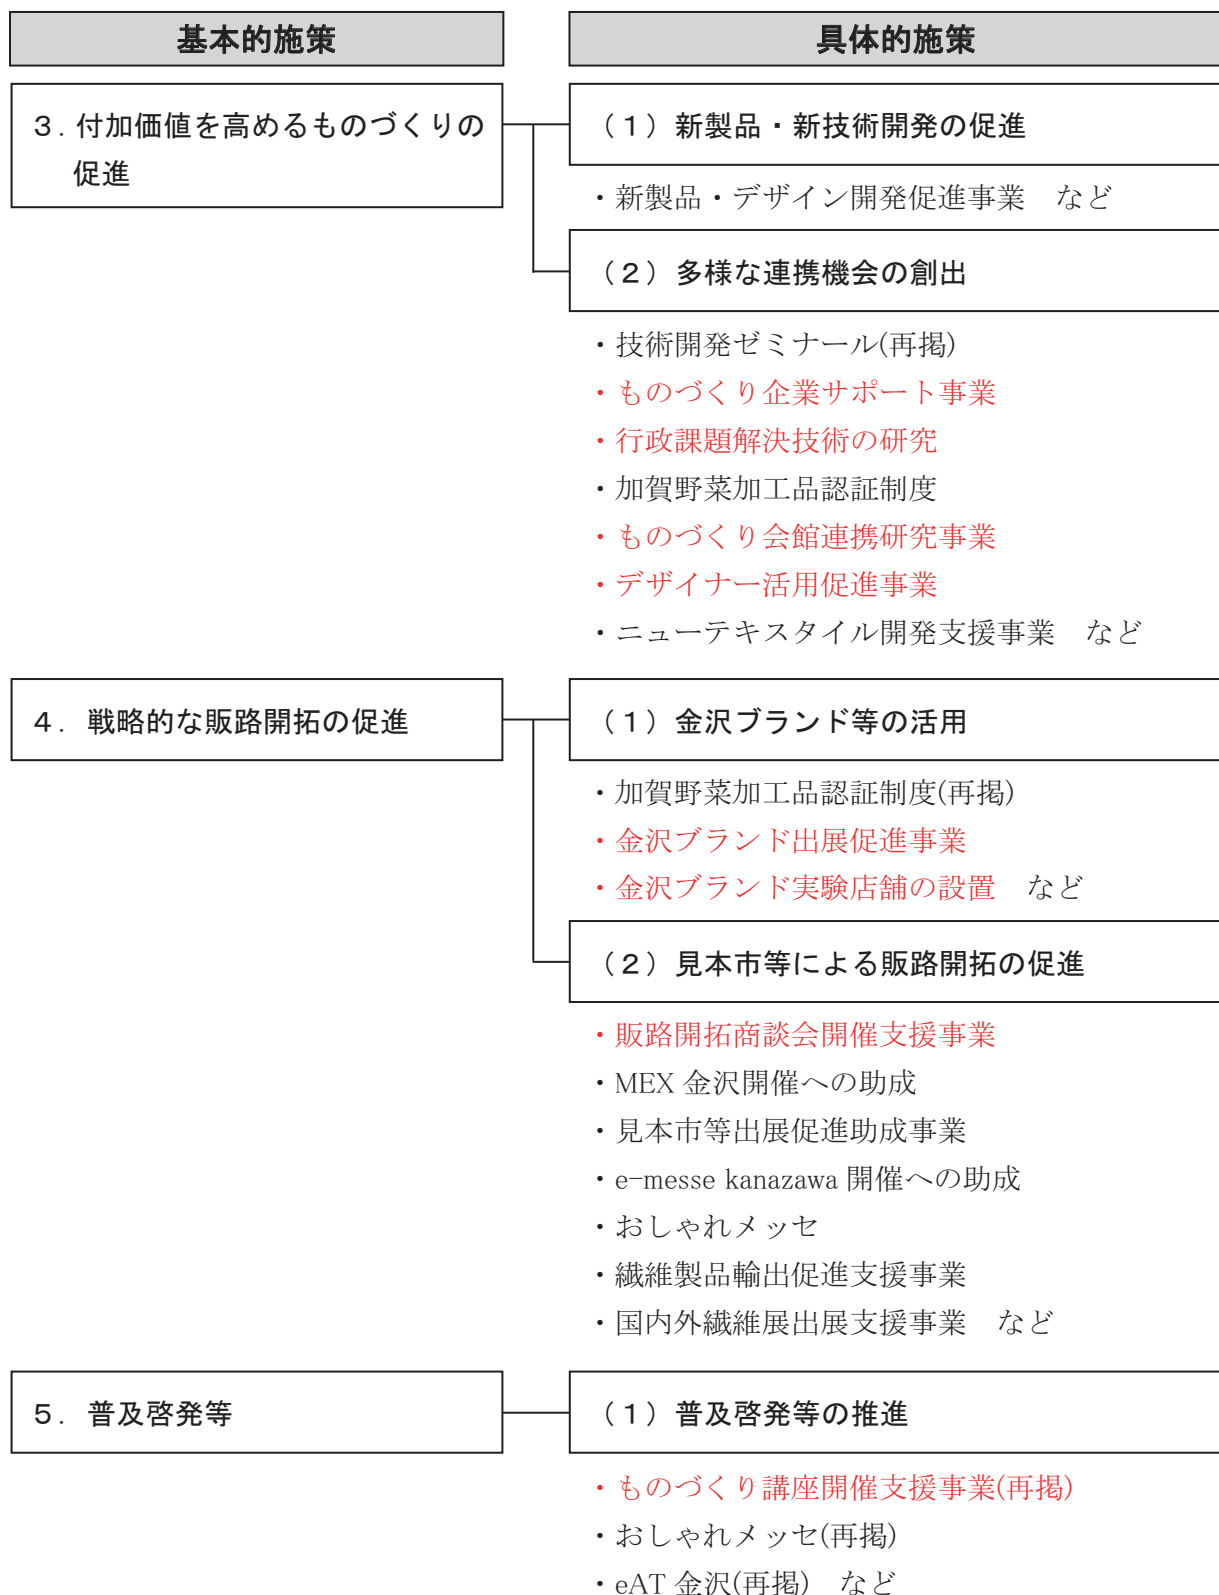 基本的施策
具体的施策
３．付加価値を高めるものづくりの
促進
（１）新製品・新技術開発の促進
・新製品・デザイン開発促進事業　など
（２）多様な連携機会の創出
・技術開発ゼミナール(再掲)
・ものづくり企業サポート事業
・行政課題解決技術の研究
・加賀野菜加工品認証制度
・ものづくり会館連携研究事業
・デザイナー活用促進事業
・ニューテキスタイル開発支援事業　など
４．戦略的な販路開拓の促進
（１）金沢ブランド等の活用
・加賀野菜加工品認証制度(再掲)
・金沢ブランド出展促進事業
・金沢ブランド実験店舗の設置　など
（２）見本市等による販路開拓の促進
・販路開拓商談会開催支援事業
・MEX 金沢開催への助成
・見本市等出展促進助成事業
・e-messe kanazawa 開催への助成
・おしゃれメッセ
・繊維製品輸出促進支援事業
・国内外繊維展出展支援事業　など
５．普及啓発等
（１）普及啓発等の推進
・ものづくり講座開催支援事業(再掲)
・おしゃれメッセ(再掲)
・eAT 金沢(再掲)　など